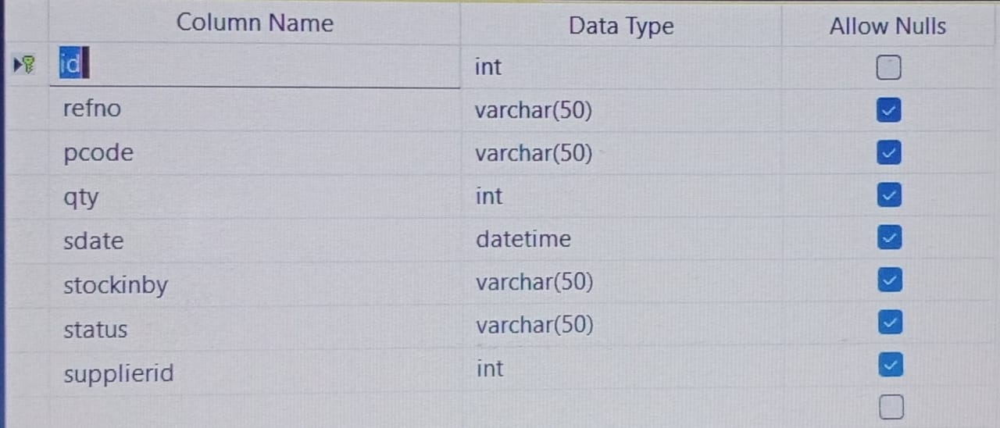 Column Name Data Type Allow Nulls
id int
refno varchar(50)
pcode varchar(50)
qty int
sdate datetime
stockinby varchar(50)
status varchar(50)
supplierid int